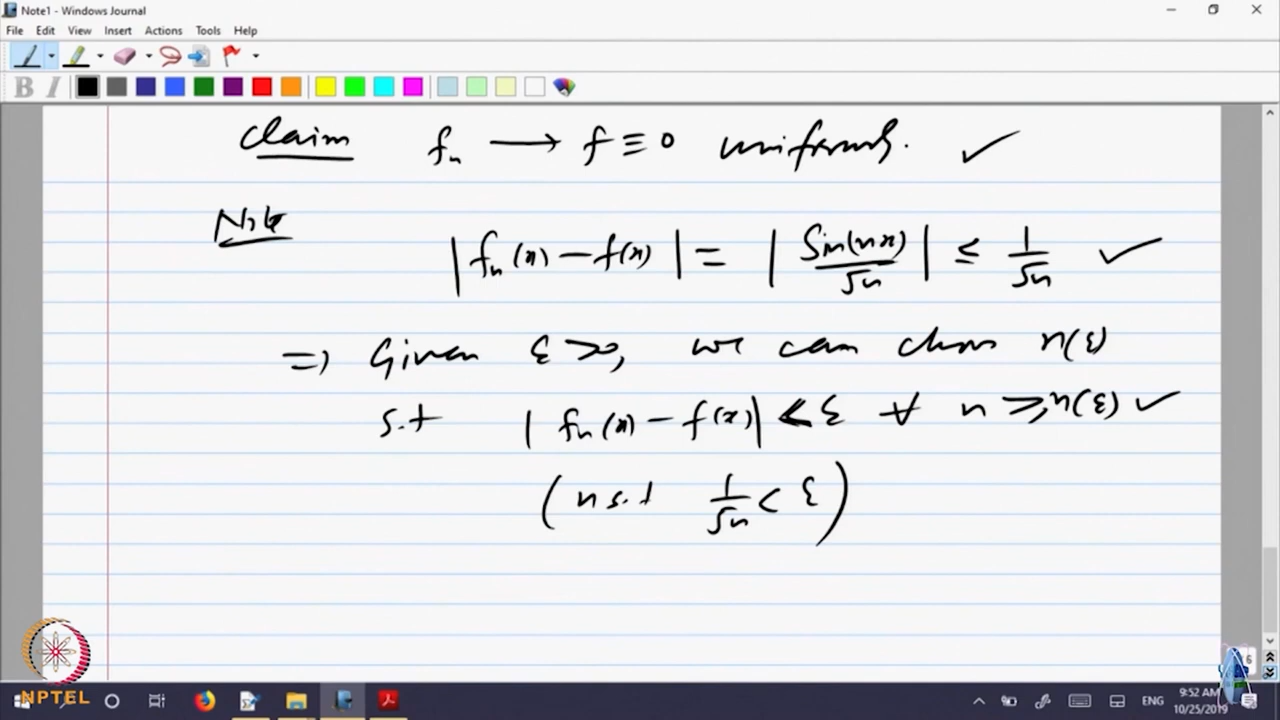 Note1 - Windows Journal
File Edit View Insert Actions Tools Help
B I
Claim fₙ → f ≡ 0 uniformly. ✓
Note
|fₙ(x) − f(x)| = |Sin(nx)/√n| ≤ 1/√n ✓
⇒ Given ε > 0, we can choose n(ε)
s.t |fₙ(x) − f(x)| < ε ∀ n ≥ n(ε) ✓
(n s.t 1/√n < ε)
6
NPTEL
ENG
9:52 AM
10/25/2019